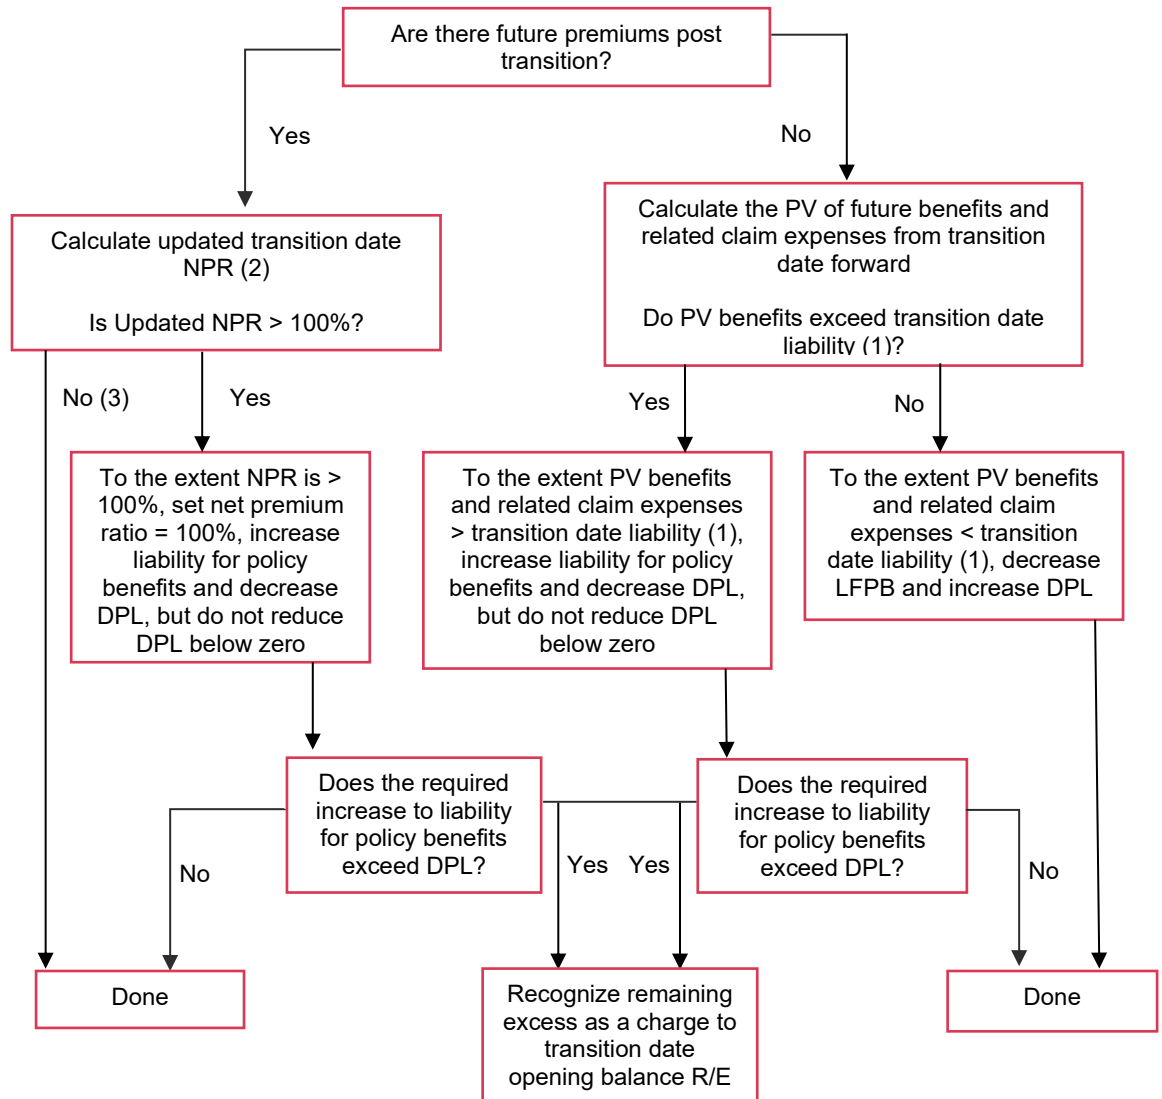 Are there future premiums post
transition?
Yes
No
Calculate updated transition date
NPR (2)
Is Updated NPR > 100%?
Calculate the PV of future benefits and
related claim expenses from transition
date forward
Do PV benefits exceed transition date
liability (1)?
No (3)
Yes
Yes
No
To the extent NPR is >
100%, set net premium
ratio = 100%, increase
liability for policy
benefits and decrease
DPL, but do not reduce
DPL below zero
To the extent PV benefits
and related claim expenses
> transition date liability (1),
increase liability for policy
benefits and decrease DPL,
but do not reduce DPL
below zero
To the extent PV benefits
and related claim
expenses < transition
date liability (1), decrease
LFPB and increase DPL
Does the required
increase to liability
for policy benefits
exceed DPL?
Does the required
increase to liability
for policy benefits
exceed DPL?
No
Yes
Yes
No
Done
Recognize remaining
excess as a charge to
transition date
opening balance R/E
Done